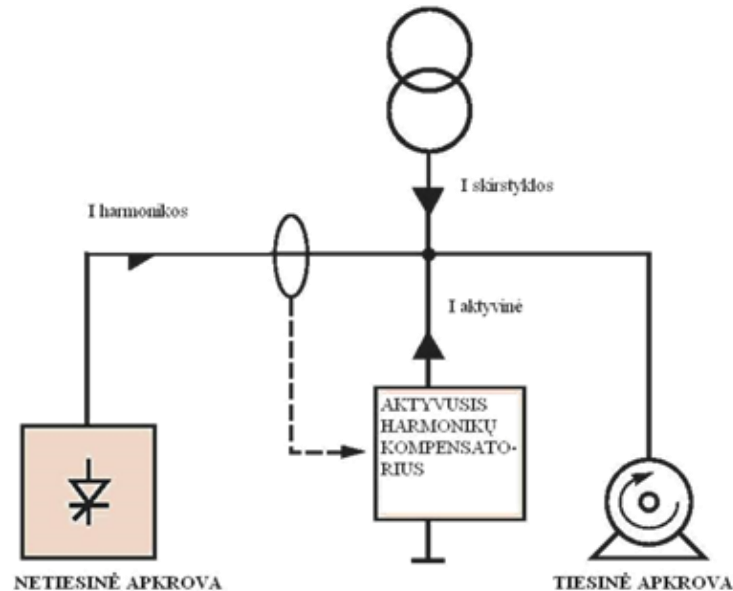 I skirstyklos
I harmonikos
I aktyvinė
AKTYVUSIS
HARMONIKŲ
KOMPENSATO-
RIUS
NETIESINĖ APKROVA
TIESINĖ APKROVA